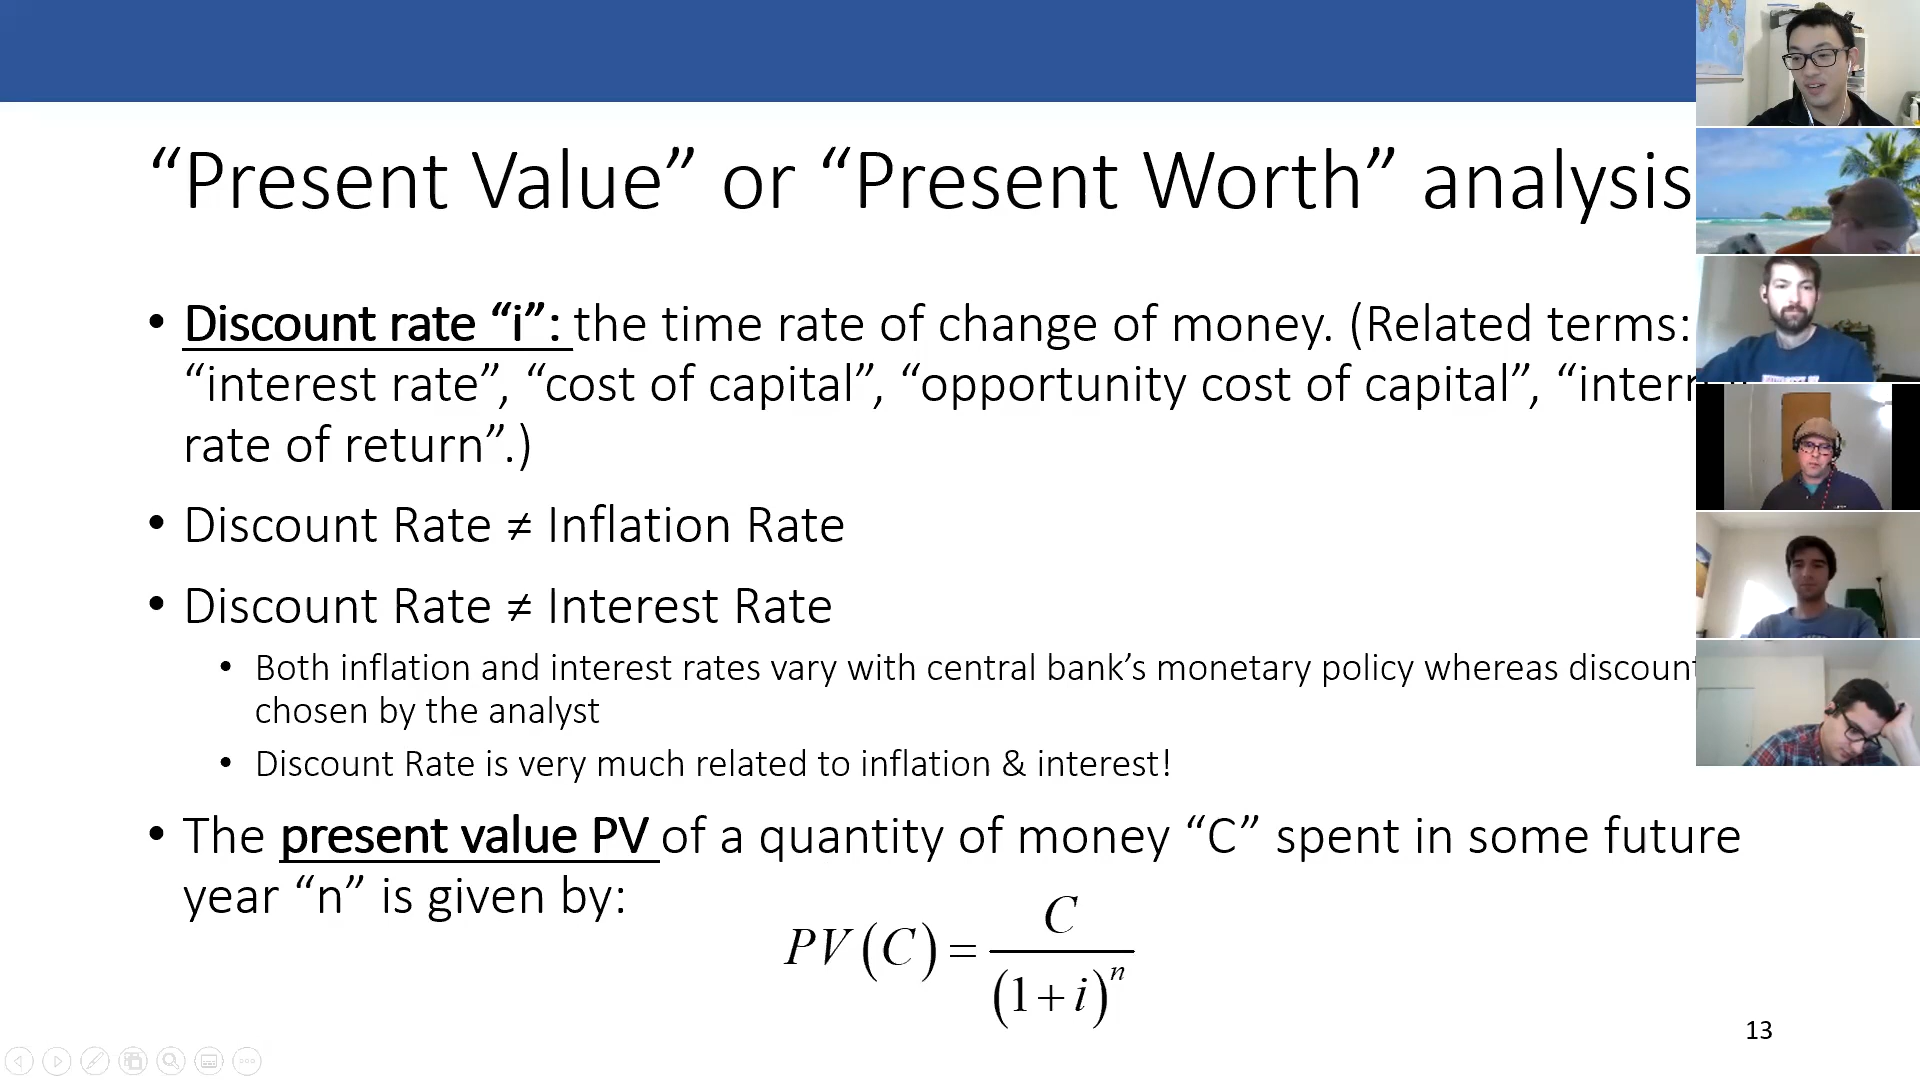 “Present Value” or “Present Worth” analysis
• Discount rate “i”: the time rate of change of money. (Related terms:
“interest rate”, “cost of capital”, “opportunity cost of capital”, “intern
rate of return”.)
• Discount Rate ≠ Inflation Rate
• Discount Rate ≠ Interest Rate
• Both inflation and interest rates vary with central bank’s monetary policy whereas discount
chosen by the analyst
• Discount Rate is very much related to inflation & interest!
• The present value PV of a quantity of money “C” spent in some future
year “n” is given by:
PV(C) = C / (1+i)^n
13